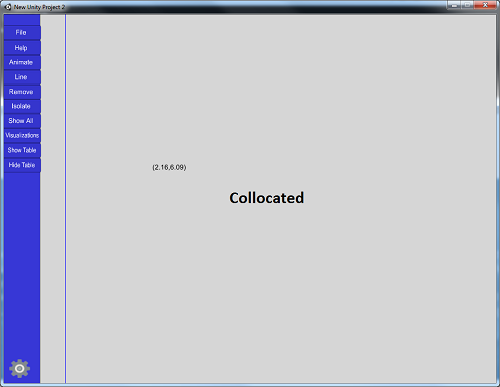 New Unity Project 2
File
Help
Animate
Line
Remove
Isolate
Show All
Visualizations
Show Table
Hide Table
(2.16,6.09)
Collocated